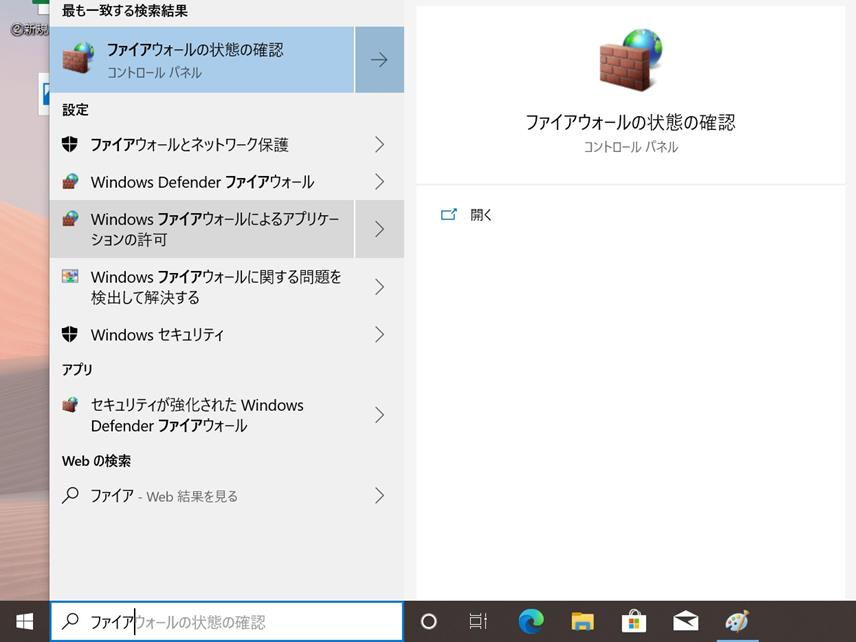 最も一致する検索結果
②新規
ファイアウォールの状態の確認
コントロール パネル
設定
ファイアウォールとネットワーク保護
Windows Defender ファイアウォール
Windows ファイアウォールによるアプリケー
ションの許可
Windows ファイアウォールに関する問題を
検出して解決する
Windows セキュリティ
アプリ
セキュリティが強化された Windows
Defender ファイアウォール
Web の検索
ファイア - Web 結果を見る
ファイアウォールの状態の確認
コントロール パネル
開く
ファイアウォールの状態の確認